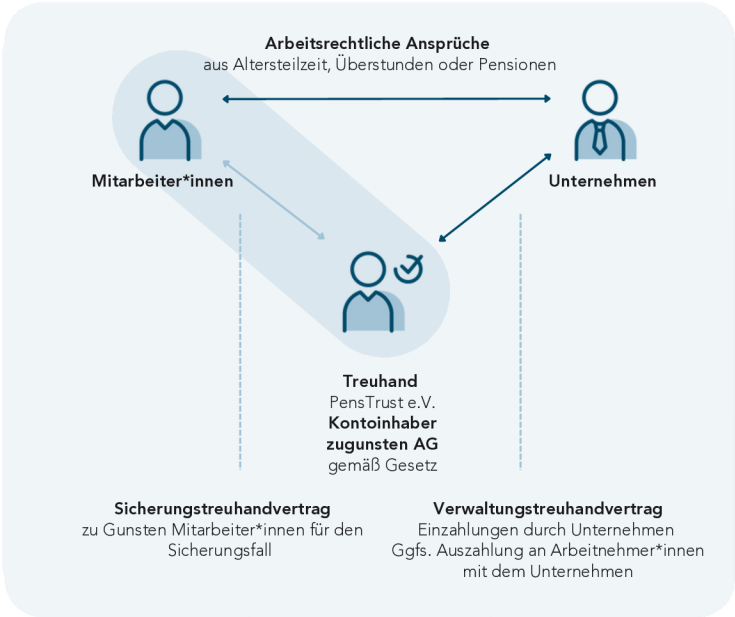 Arbeitsrechtliche Ansprüche
aus Altersteilzeit, Überstunden oder Pensionen
Mitarbeiter*innen
Unternehmen
Treuhand
PensTrust e.V.
Kontoinhaber
zugunsten AG
gemäß Gesetz
Sicherungstreuhandvertrag
zu Gunsten Mitarbeiter*innen für den
Sicherungsfall
Verwaltungstreuhandvertrag
Einzahlungen durch Unternehmen
Ggfs. Auszahlung an Arbeitnehmer*innen
mit dem Unternehmen